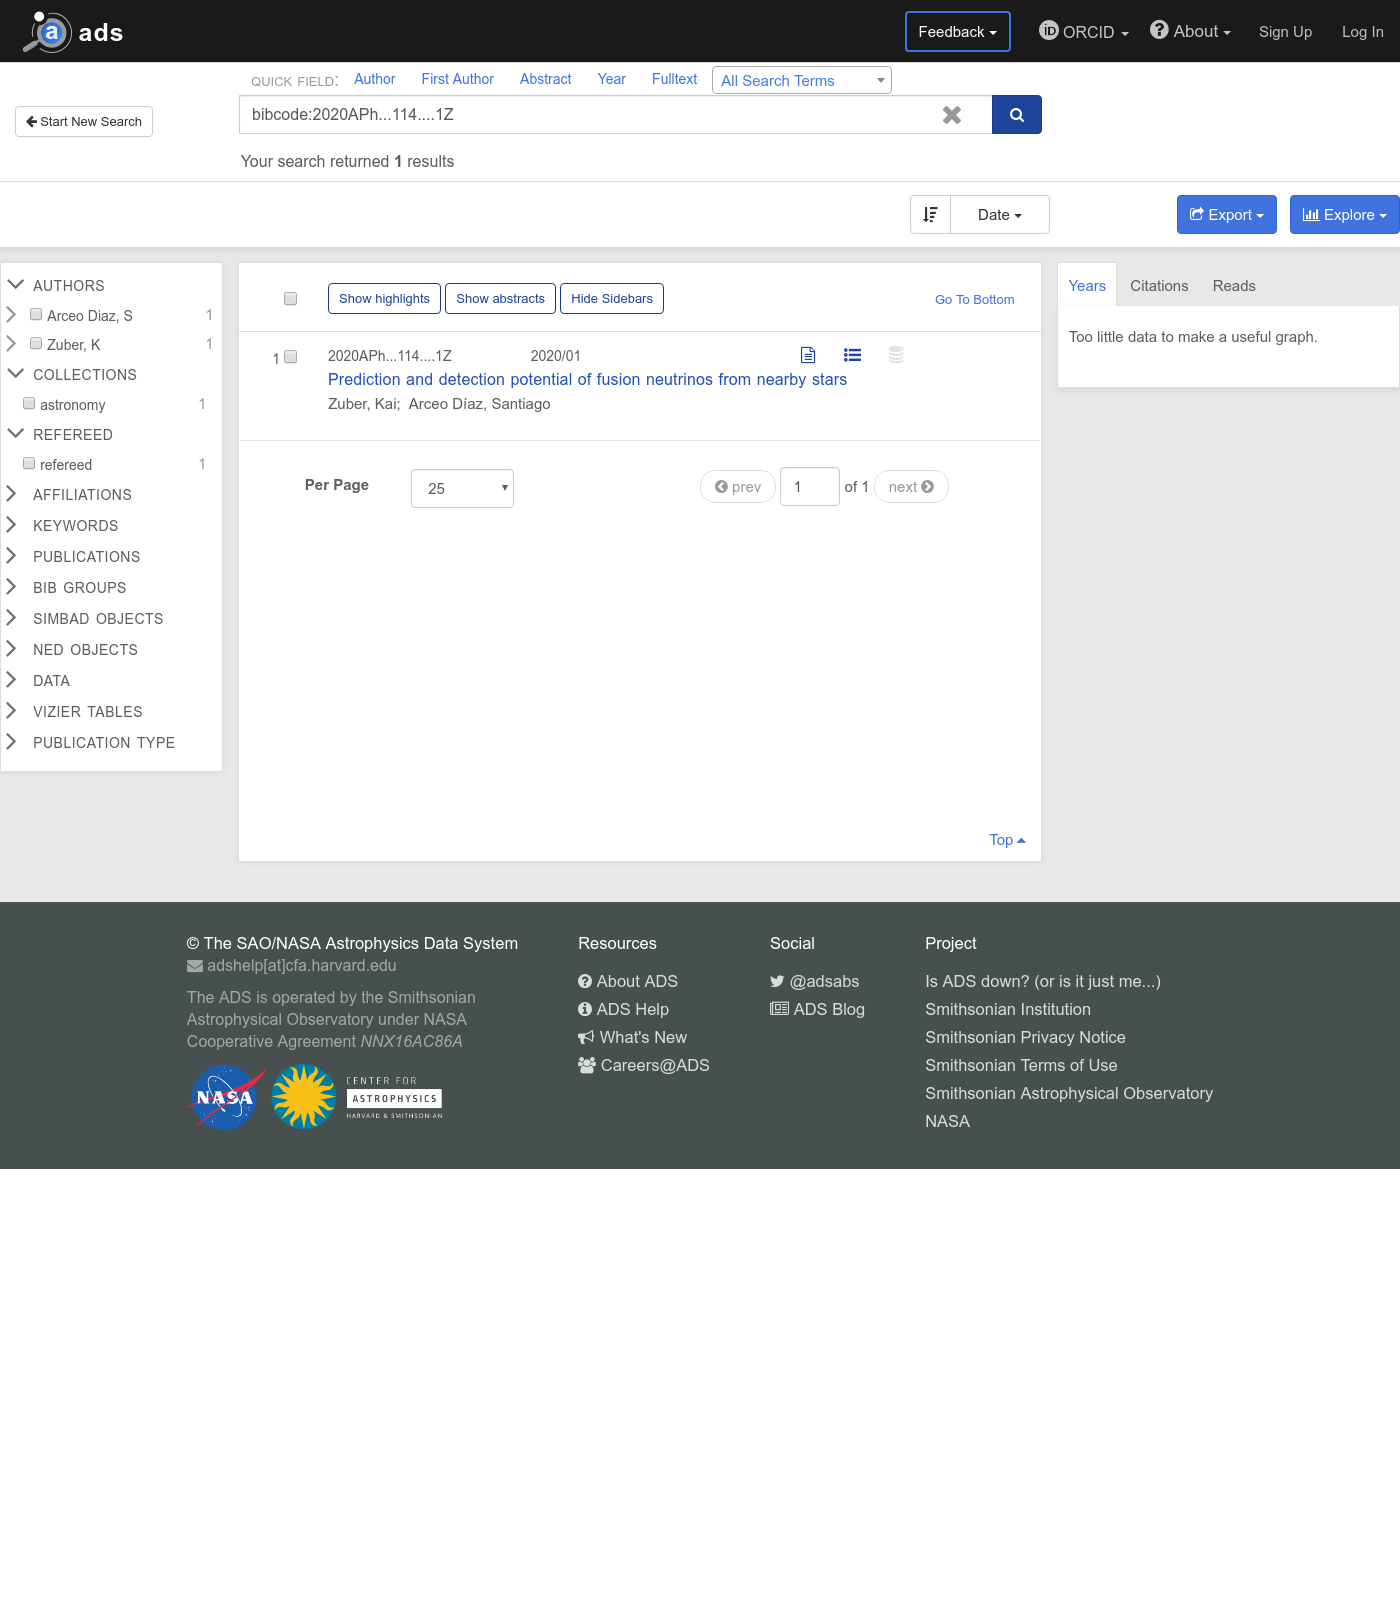 ads
Feedback
iD ORCID
About
Sign Up
Log In
QUICK FIELD: Author First Author Abstract Year Fulltext All Search Terms
Start New Search
bibcode:2020APh...114....1Z
Your search returned 1 results
Date
Export
Explore
AUTHORS
Arceo Diaz, S 1
Zuber, K 1
COLLECTIONS
astronomy 1
REFEREED
refereed 1
AFFILIATIONS
KEYWORDS
PUBLICATIONS
BIB GROUPS
SIMBAD OBJECTS
NED OBJECTS
DATA
VIZIER TABLES
PUBLICATION TYPE
Show highlights Show abstracts Hide Sidebars Go To Bottom
1 2020APh...114....1Z 2020/01
Prediction and detection potential of fusion neutrinos from nearby stars
Zuber, Kai; Arceo Díaz, Santiago
Per Page 25 prev 1 of 1 next
Top
Years Citations Reads
Too little data to make a useful graph.
© The SAO/NASA Astrophysics Data System
adshelp[at]cfa.harvard.edu
The ADS is operated by the Smithsonian
Astrophysical Observatory under NASA
Cooperative Agreement NNX16AC86A
NASA
CENTER FOR
ASTROPHYSICS
HARVARD & SMITHSONIAN
Resources
About ADS
ADS Help
What's New
Careers@ADS
Social
@adsabs
ADS Blog
Project
Is ADS down? (or is it just me...)
Smithsonian Institution
Smithsonian Privacy Notice
Smithsonian Terms of Use
Smithsonian Astrophysical Observatory
NASA